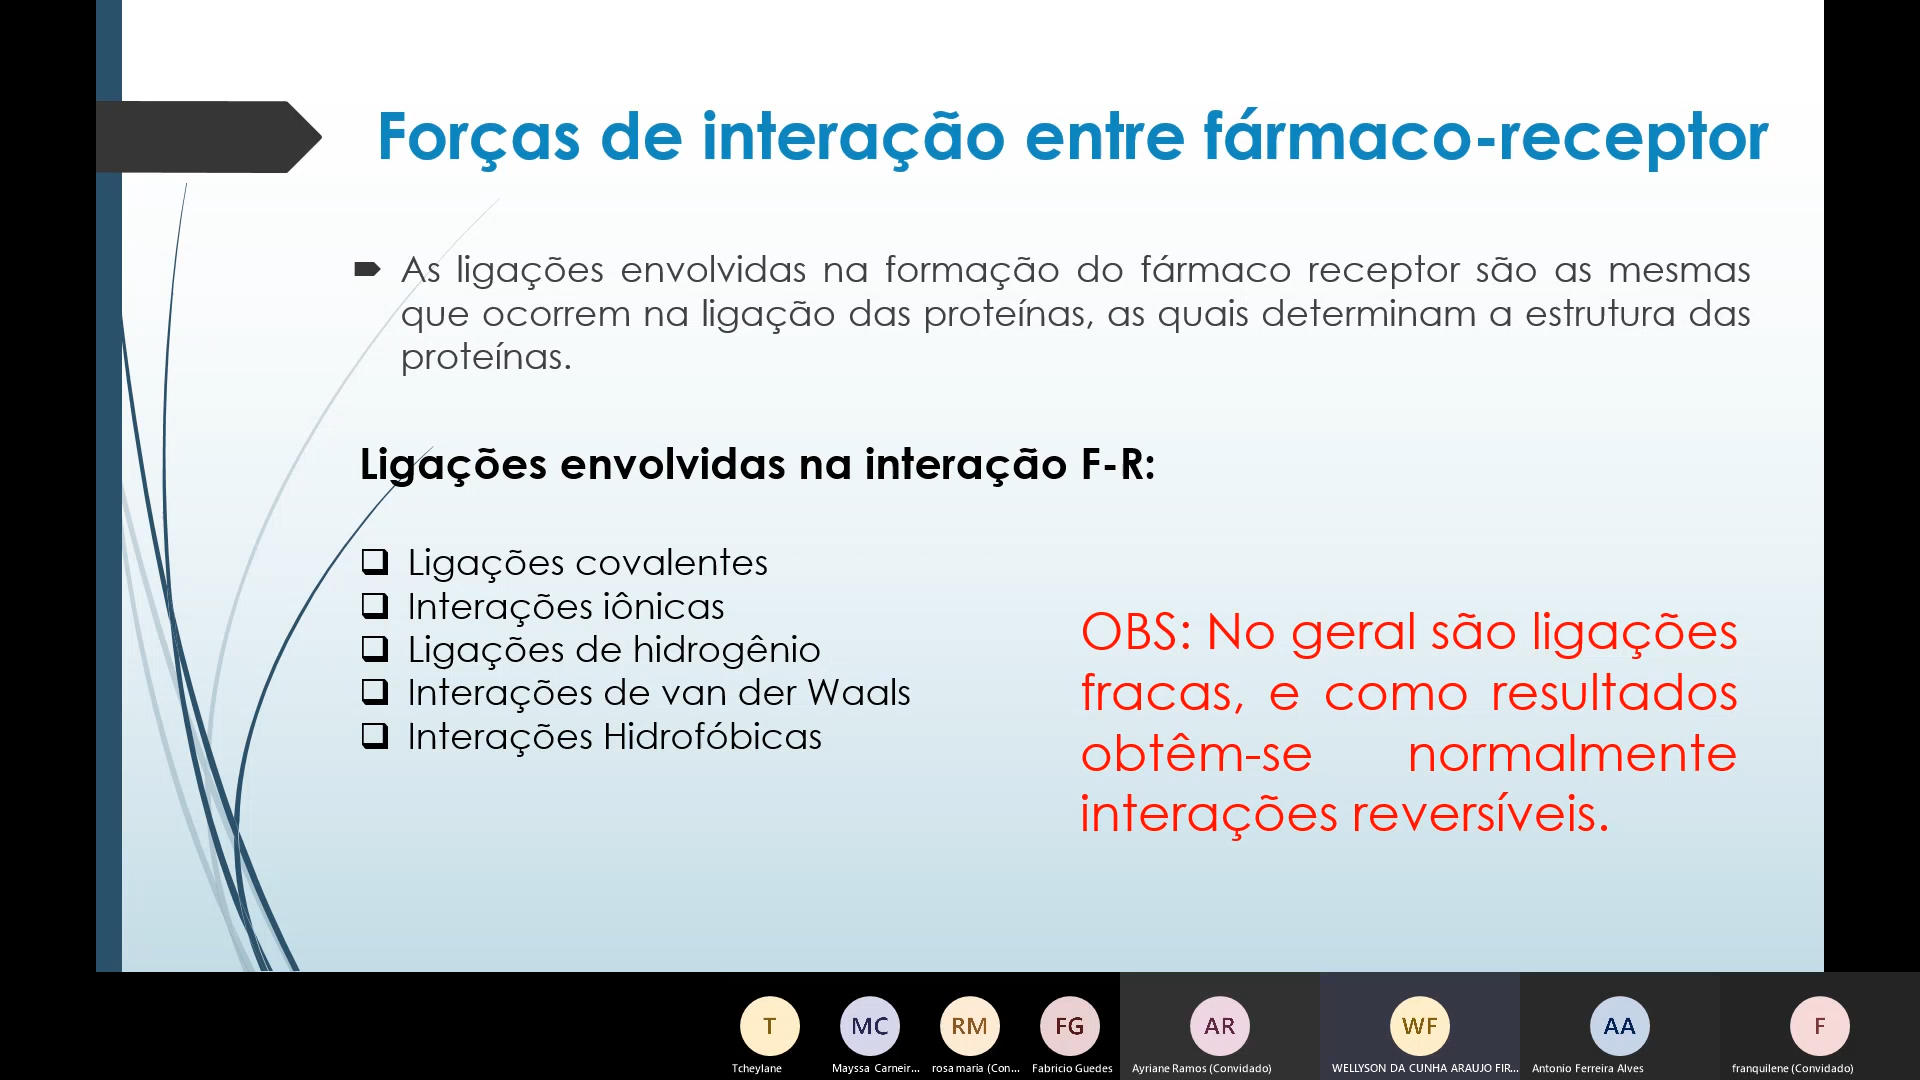 Forças de interação entre fármaco-receptor
As ligações envolvidas na formação do fármaco receptor são as mesmas
que ocorrem na ligação das proteínas, as quais determinam a estrutura das
proteínas.
Ligações envolvidas na interação F-R:
Ligações covalentes
Interações iônicas
Ligações de hidrogênio
Interações de van der Waals
Interações Hidrofóbicas
OBS: No geral são ligações
fracas, e como resultados
obtêm-se normalmente
interações reversíveis.
T
MC
RM
FG
AR
WF
AA
F
Tcheylane
Mayssa Carneir...
rosa maria (Con...
Fabricio Guedes
Ayriane Ramos (Convidado)
WELLYSON DA CUNHA ARAUJO FIR...
Antonio Ferreira Alves
franquilene (Convidado)